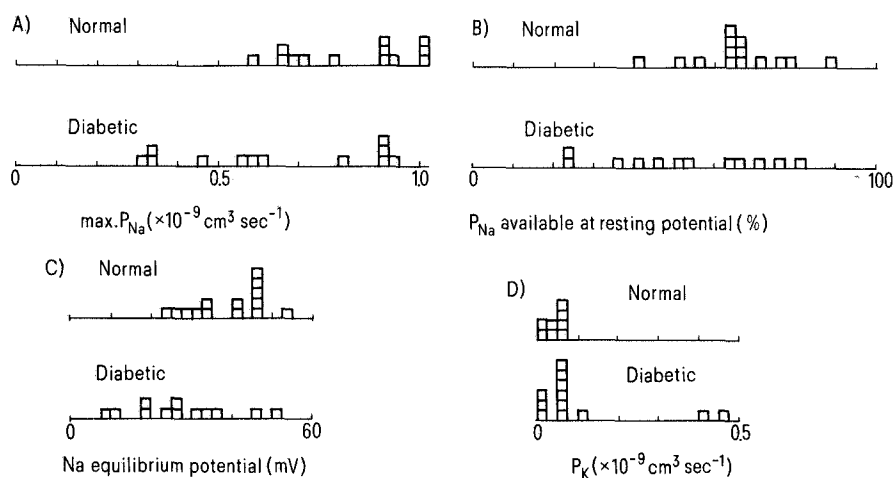 A)
Normal
Diabetic
0 0.5 1.0
max. P_Na (×10⁻⁹ cm³ sec⁻¹)
B)
Normal
Diabetic
0 100
P_Na available at resting potential (%)
C)
Normal
Diabetic
0 60
Na equilibrium potential (mV)
D)
Normal
Diabetic
0 0.5
P_K (×10⁻⁹ cm³ sec⁻¹)